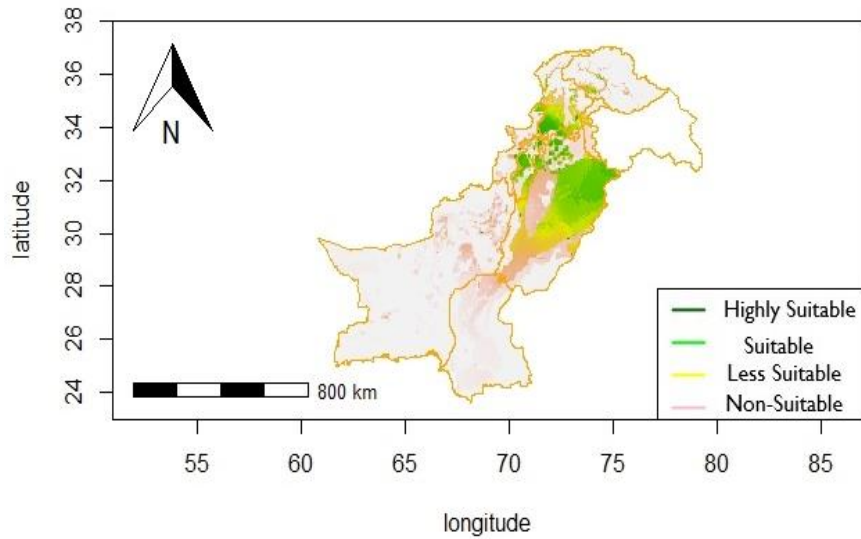 38
36
34
32
30
28
26
24
latitude
N
800 km
Highly Suitable
Suitable
Less Suitable
Non-Suitable
55 60 65 70 75 80 85
longitude